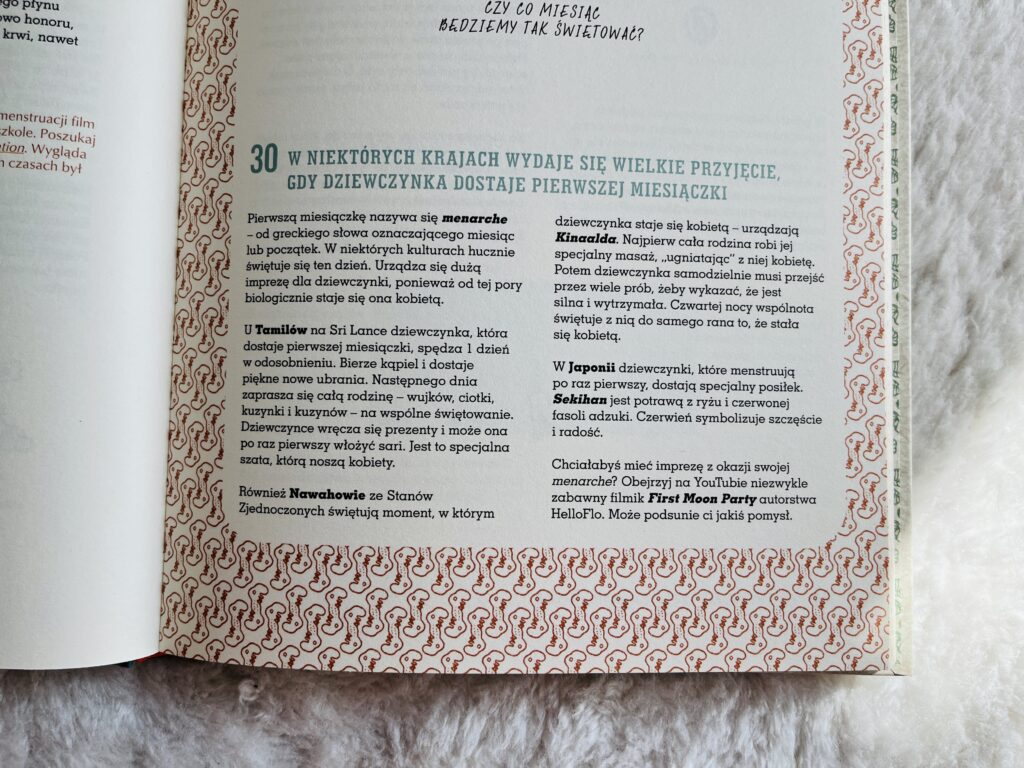 go płynu
owo honoru,
krwi, nawet
menstruacji film
szkole. Poszukaj
tion. Wygląda
h czasach był
CZY CO MIESIĄC
BĘDZIEMY TAK ŚWIĘTOWAĆ?
30 W NIEKTÓRYCH KRAJACH WYDAJE SIĘ WIELKIE PRZYJĘCIE,
GDY DZIEWCZYNKA DOSTAJE PIERWSZEJ MIESIĄCZKI
Pierwszą miesiączkę nazywa się menarche
– od greckiego słowa oznaczającego miesiąc
lub początek. W niektórych kulturach hucznie
świętuje się ten dzień. Urządza się dużą
imprezę dla dziewczynki, ponieważ od tej pory
biologicznie staje się ona kobietą.
U Tamilów na Sri Lance dziewczynka, która
dostaje pierwszej miesiączki, spędza 1 dzień
w odosobnieniu. Bierze kąpiel i dostaje
piękne nowe ubrania. Następnego dnia
zaprasza się całą rodzinę – wujków, ciotki,
kuzynki i kuzynów – na wspólne świętowanie.
Dziewczynce wręcza się prezenty i może ona
po raz pierwszy włożyć sari. Jest to specjalna
szata, którą noszą kobiety.
Również Nawahowie ze Stanów
Zjednoczonych świętują moment, w którym
dziewczynka staje się kobietą – urządzają
Kinaalda. Najpierw cała rodzina robi jej
specjalny masaż, „ugniatając” z niej kobietę.
Potem dziewczynka samodzielnie musi przejść
przez wiele prób, żeby wykazać, że jest
silna i wytrzymała. Czwartej nocy wspólnota
świętuje z nią do samego rana to, że stała
się kobietą.
W Japonii dziewczynki, które menstruują
po raz pierwszy, dostają specjalny posiłek.
Sekihan jest potrawą z ryżu i czerwonej
fasoli adzuki. Czerwień symbolizuje szczęście
i radość.
Chciałabyś mieć imprezę z okazji swojej
menarche? Obejrzyj na YouTubie niezwykle
zabawny filmik First Moon Party autorstwa
HelloFlo. Może podsunie ci jakiś pomysł.